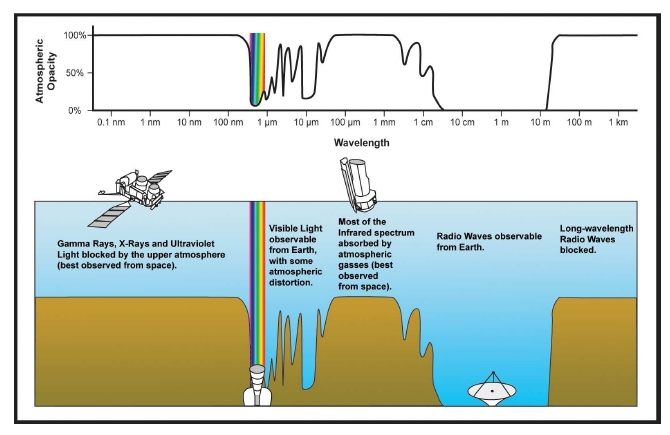 Atmospheric
Opacity
100%
50%
0%
0.1 nm 1 nm 10 nm 100 nm 1 μm 10 μm 100 μm 1 mm 1 cm 10 cm 1 m 10 m 100 m 1 km
Wavelength
Gamma Rays, X-Rays and Ultraviolet
Light blocked by the upper atmosphere
(best observed from space).
Visible Light
observable
from Earth,
with some
atmospheric
distortion.
Most of the
Infrared spectrum
absorbed by
atmospheric
gasses (best
observed
from space).
Radio Waves observable
from Earth.
Long-wavelength
Radio Waves
blocked.